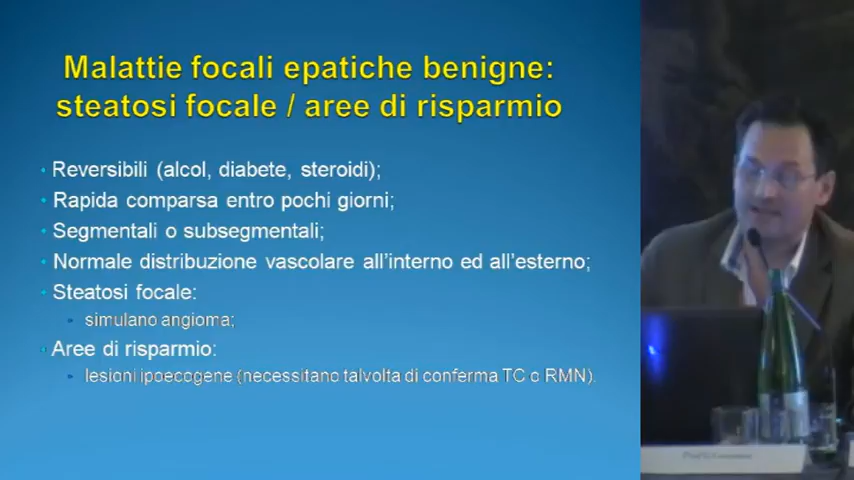 Malattie focali epatiche benigne:
steatosi focale / aree di risparmio
Reversibili (alcol, diabete, steroidi);
Rapida comparsa entro pochi giorni;
Segmentali o subsegmentali;
Normale distribuzione vascolare all'interno ed all'esterno;
Steatosi focale:
simulano angioma;
Aree di risparmio:
lesioni ipoecogene (necessitano talvolta di conferma TC o RMN).